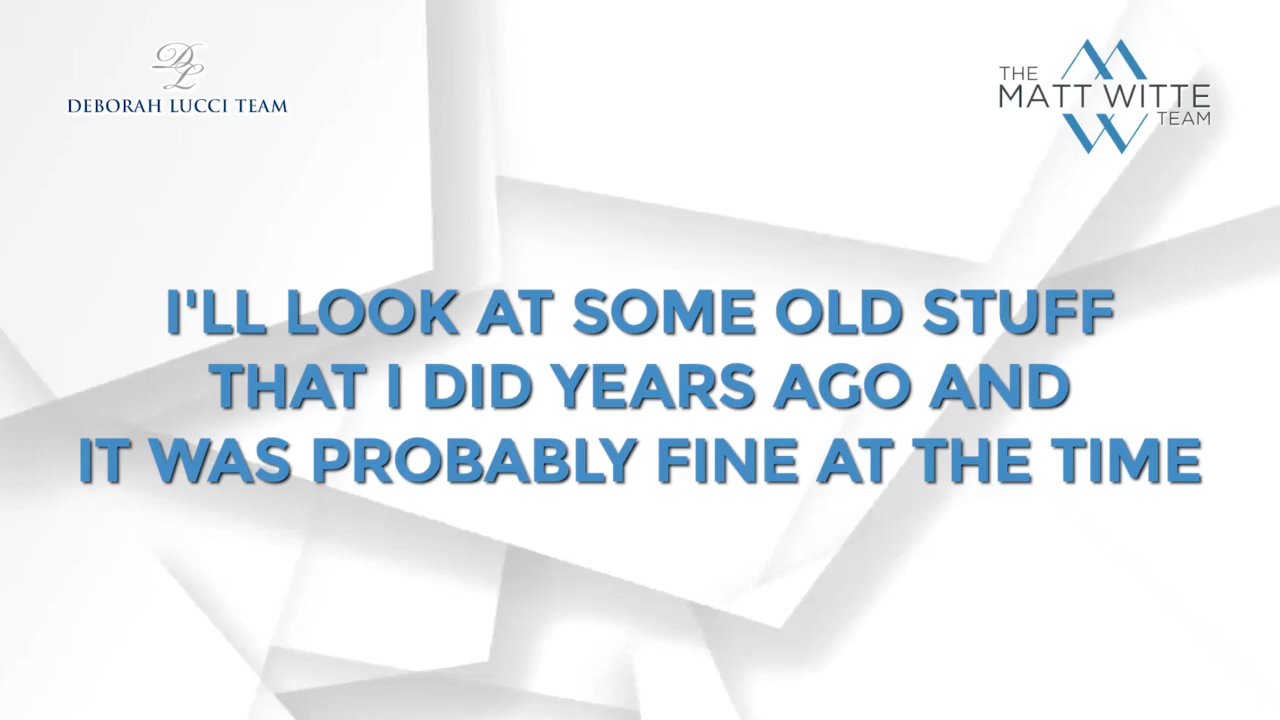 DL
DEBORAH LUCCI TEAM
THE
MATT WITTE
TEAM
I'LL LOOK AT SOME OLD STUFF
THAT I DID YEARS AGO AND
IT WAS PROBABLY FINE AT THE TIME